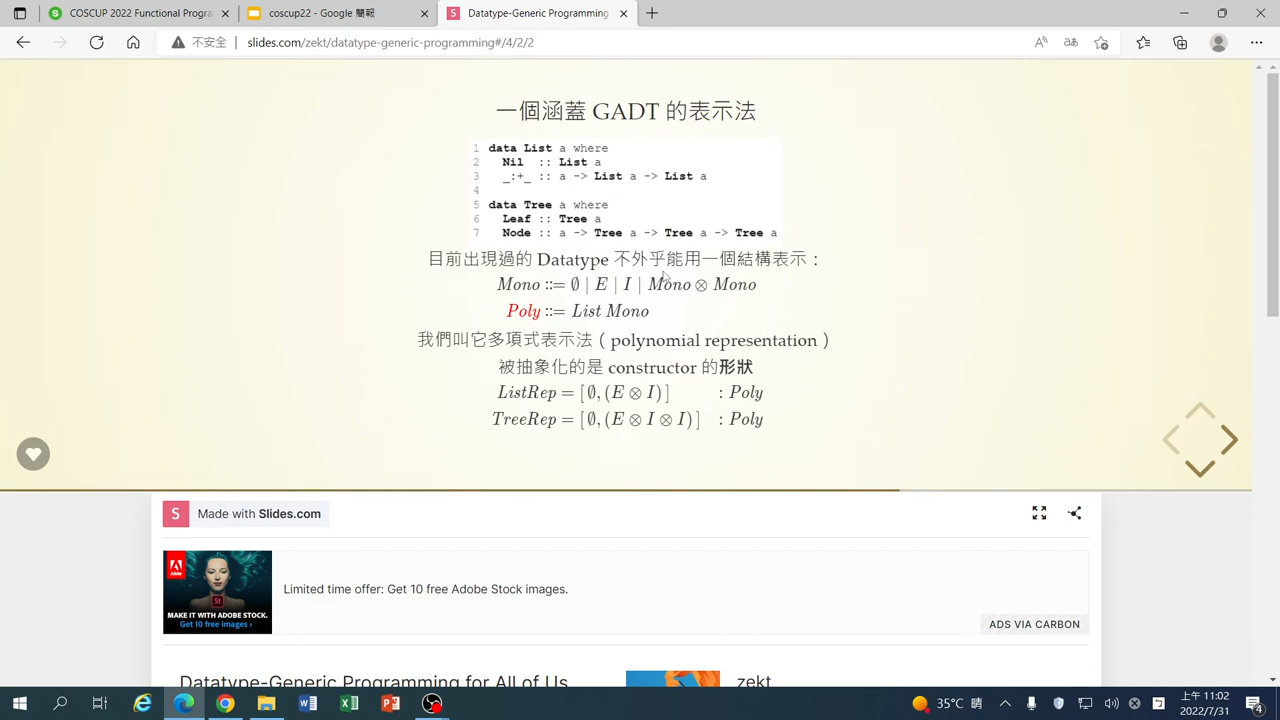 COSCUP 2022 Functional Progra
coscup22 - Google 簡報
Datatype-Generic Programming
不安全
slides.com/zekt/datatype-generic-programming#/4/2/2
一個涵蓋 GADT 的表示法
1 data List a where
2 Nil :: List a
3 _:+_ :: a -> List a -> List a
4
5 data Tree a where
6 Leaf :: Tree a
7 Node :: a -> Tree a -> Tree a -> Tree a
目前出現過的 Datatype 不外乎能用一個結構表示：
Mono ::= ∅ | E | I | Mono ⊗ Mono
Poly ::= List Mono
我們叫它多項式表示法（polynomial representation）
被抽象化的是 constructor 的形狀
ListRep = [ ∅, (E ⊗ I) ] : Poly
TreeRep = [ ∅, (E ⊗ I ⊗ I) ] : Poly
S Made with Slides.com
MAKE IT WITH ADOBE STOCK.
Get 10 free images ›
Limited time offer: Get 10 free Adobe Stock images.
ADS VIA CARBON
Datatype-Generic Programming for All of Us
zekt
35°C 晴
上午 11:02
2022/7/31
4